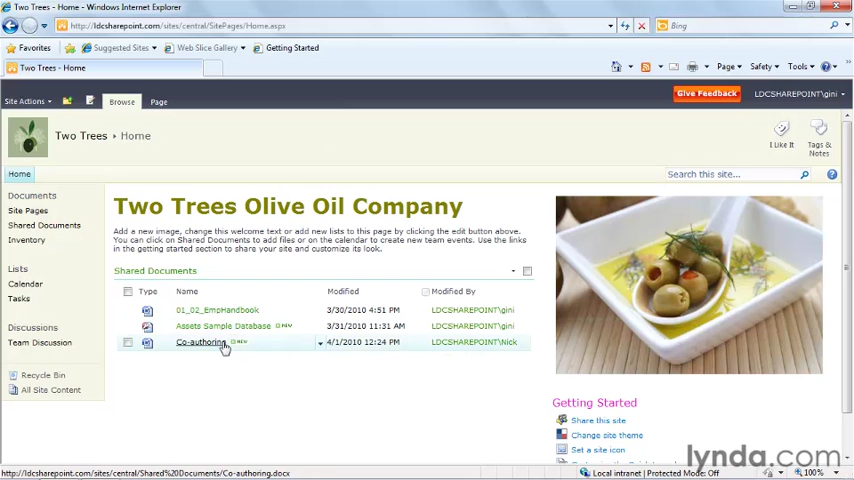 Two Trees - Home - Windows Internet Explorer
http://ldcsharepoint.com/sites/central/SitePages/Home.aspx
Bing
Favorites Suggested Sites Web Slice Gallery Getting Started
Two Trees - Home
Page Safety Tools
Site Actions Browse Page
Give Feedback LDCSHAREPOINT\gini
Two Trees Home
I Like It Tags & Notes
Home
Search this site...
Documents
Site Pages
Shared Documents
Inventory
Lists
Calendar
Tasks
Discussions
Team Discussion
Recycle Bin
All Site Content
Two Trees Olive Oil Company
Add a new image, change this welcome text or add new lists to this page by clicking the edit button above.
You can click on Shared Documents to add files or on the calendar to create new team events. Use the links
in the getting started section to share your site and customize its look.
Shared Documents
Type Name Modified Modified By
01_02_EmpHandbook 3/30/2010 4:51 PM LDCSHAREPOINT\gini
Assets Sample Database NEW 3/31/2010 11:31 AM LDCSHAREPOINT\gini
Co-authoring NEW 4/1/2010 12:24 PM LDCSHAREPOINT\Nick
Getting Started
Share this site
Change site theme
Set a site icon
lynda.com
http://ldcsharepoint.com/sites/central/Shared%20Documents/Co-authoring.docx
Local intranet | Protected Mode: Off
100%